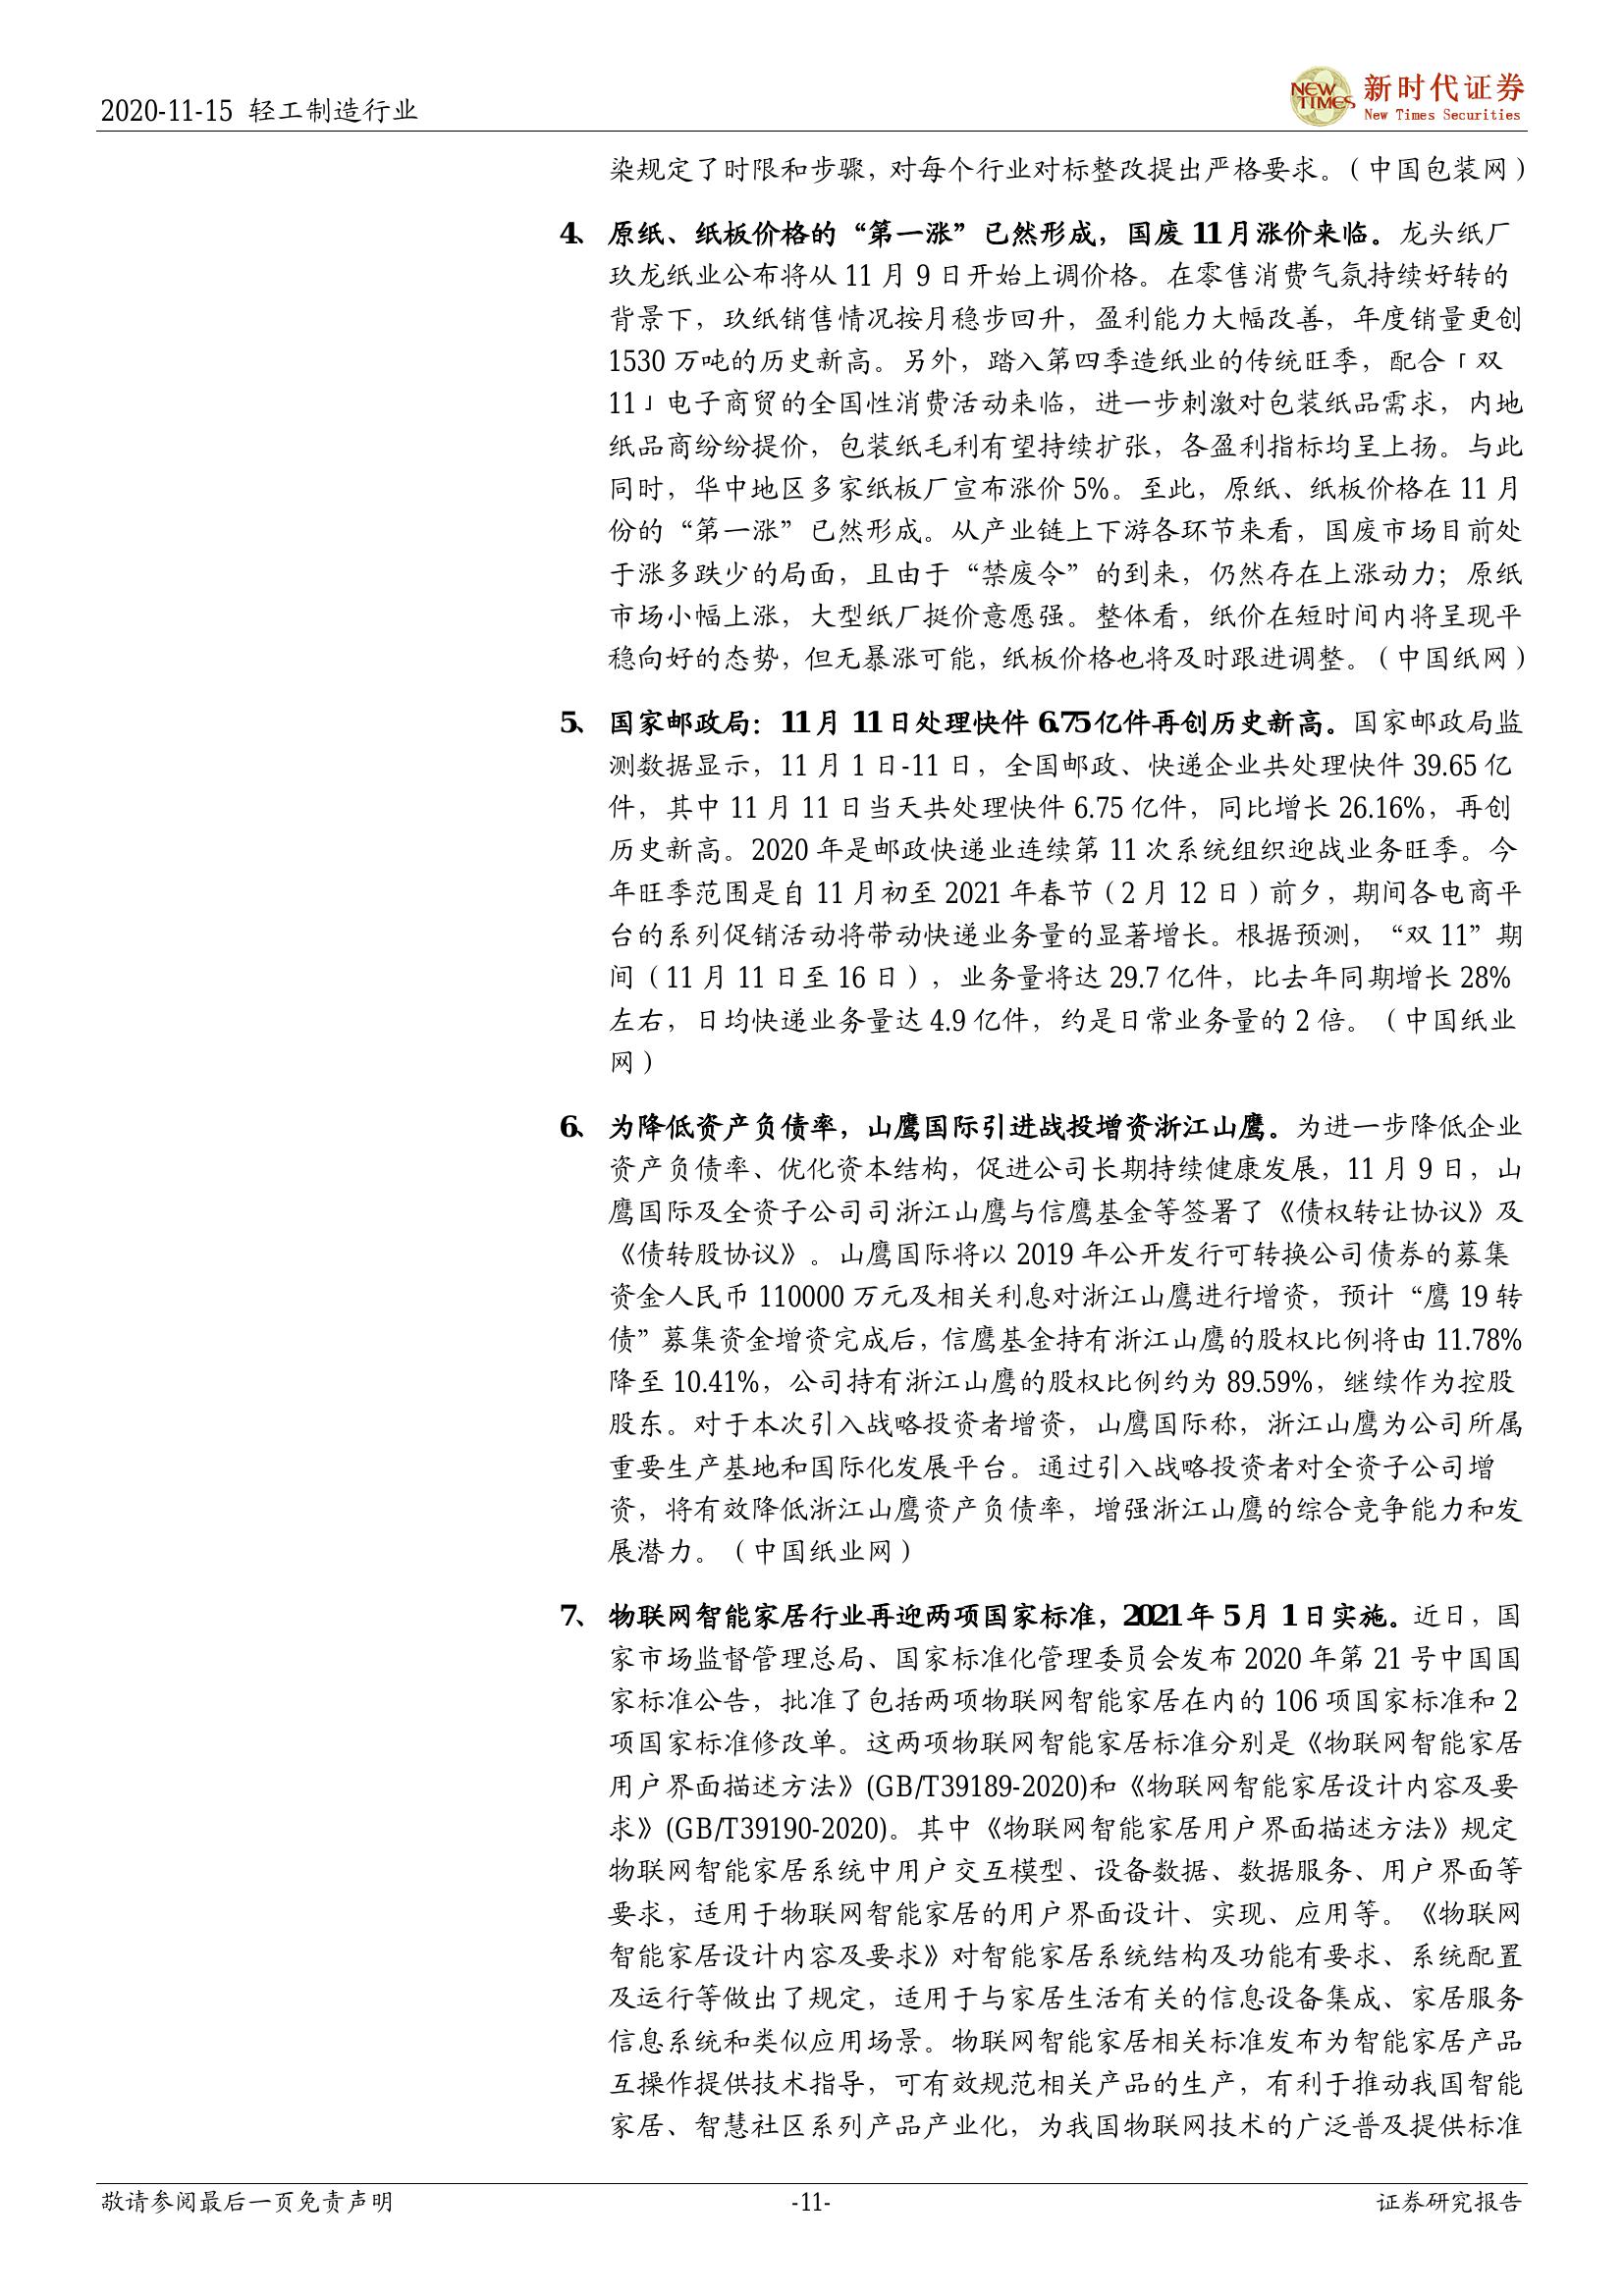 2020-11-15 轻工制造行业
NEW TIMES 新时代证券
New Times Securities
染规定了时限和步骤，对每个行业对标整改提出严格要求。（中国包装网）
4、 原纸、纸板价格的“第一涨”已然形成，国废 11 月涨价来临。龙头纸厂
玖龙纸业公布将从 11 月 9 日开始上调价格。在零售消费气氛持续好转的
背景下，玖纸销售情况按月稳步回升，盈利能力大幅改善，年度销量更创
1530 万吨的历史新高。另外，踏入第四季造纸业的传统旺季，配合「双
11」电子商贸的全国性消费活动来临，进一步刺激对包装纸品需求，内地
纸品商纷纷提价，包装纸毛利有望持续扩张，各盈利指标均呈上扬。与此
同时，华中地区多家纸板厂宣布涨价 5%。至此，原纸、纸板价格在 11 月
份的“第一涨”已然形成。从产业链上下游各环节来看，国废市场目前处
于涨多跌少的局面，且由于“禁废令”的到来，仍然存在上涨动力；原纸
市场小幅上涨，大型纸厂挺价意愿强。整体看，纸价在短时间内将呈现平
稳向好的态势，但无暴涨可能，纸板价格也将及时跟进调整。（中国纸网）
5、 国家邮政局：11 月 11 日处理快件 6.75 亿件再创历史新高。国家邮政局监
测数据显示，11 月 1 日-11 日，全国邮政、快递企业共处理快件 39.65 亿
件，其中 11 月 11 日当天共处理快件 6.75 亿件，同比增长 26.16%，再创
历史新高。2020 年是邮政快递业连续第 11 次系统组织迎战业务旺季。今
年旺季范围是自 11 月初至 2021 年春节（2 月 12 日）前夕，期间各电商平
台的系列促销活动将带动快递业务量的显著增长。根据预测，“双 11”期
间（11 月 11 日至 16 日），业务量将达 29.7 亿件，比去年同期增长 28%
左右，日均快递业务量达 4.9 亿件，约是日常业务量的 2 倍。（中国纸业
网）
6、 为降低资产负债率，山鹰国际引进战投增资浙江山鹰。为进一步降低企业
资产负债率、优化资本结构，促进公司长期持续健康发展，11 月 9 日，山
鹰国际及全资子公司司浙江山鹰与信鹰基金等签署了《债权转让协议》及
《债转股协议》。山鹰国际将以 2019 年公开发行可转换公司债券的募集
资金人民币 110000 万元及相关利息对浙江山鹰进行增资，预计“鹰 19 转
债”募集资金增资完成后，信鹰基金持有浙江山鹰的股权比例将由 11.78%
降至 10.41%，公司持有浙江山鹰的股权比例约为 89.59%，继续作为控股
股东。对于本次引入战略投资者增资，山鹰国际称，浙江山鹰为公司所属
重要生产基地和国际化发展平台。通过引入战略投资者对全资子公司增
资，将有效降低浙江山鹰资产负债率，增强浙江山鹰的综合竞争能力和发
展潜力。（中国纸业网）
7、 物联网智能家居行业再迎两项国家标准，2021 年 5 月 1 日实施。近日，国
家市场监督管理总局、国家标准化管理委员会发布 2020 年第 21 号中国国
家标准公告，批准了包括两项物联网智能家居在内的 106 项国家标准和 2
项国家标准修改单。这两项物联网智能家居标准分别是《物联网智能家居
用户界面描述方法》(GB/T39189-2020)和《物联网智能家居设计内容及要
求》(GB/T39190-2020)。其中《物联网智能家居用户界面描述方法》规定
物联网智能家居系统中用户交互模型、设备数据、数据服务、用户界面等
要求，适用于物联网智能家居的用户界面设计、实现、应用等。《物联网
智能家居设计内容及要求》对智能家居系统结构及功能有要求、系统配置
及运行等做出了规定，适用于与家居生活有关的信息设备集成、家居服务
信息系统和类似应用场景。物联网智能家居相关标准发布为智能家居产品
互操作提供技术指导，可有效规范相关产品的生产，有利于推动我国智能
家居、智慧社区系列产品产业化，为我国物联网技术的广泛普及提供标准
敬请参阅最后一页免责声明 -11- 证券研究报告